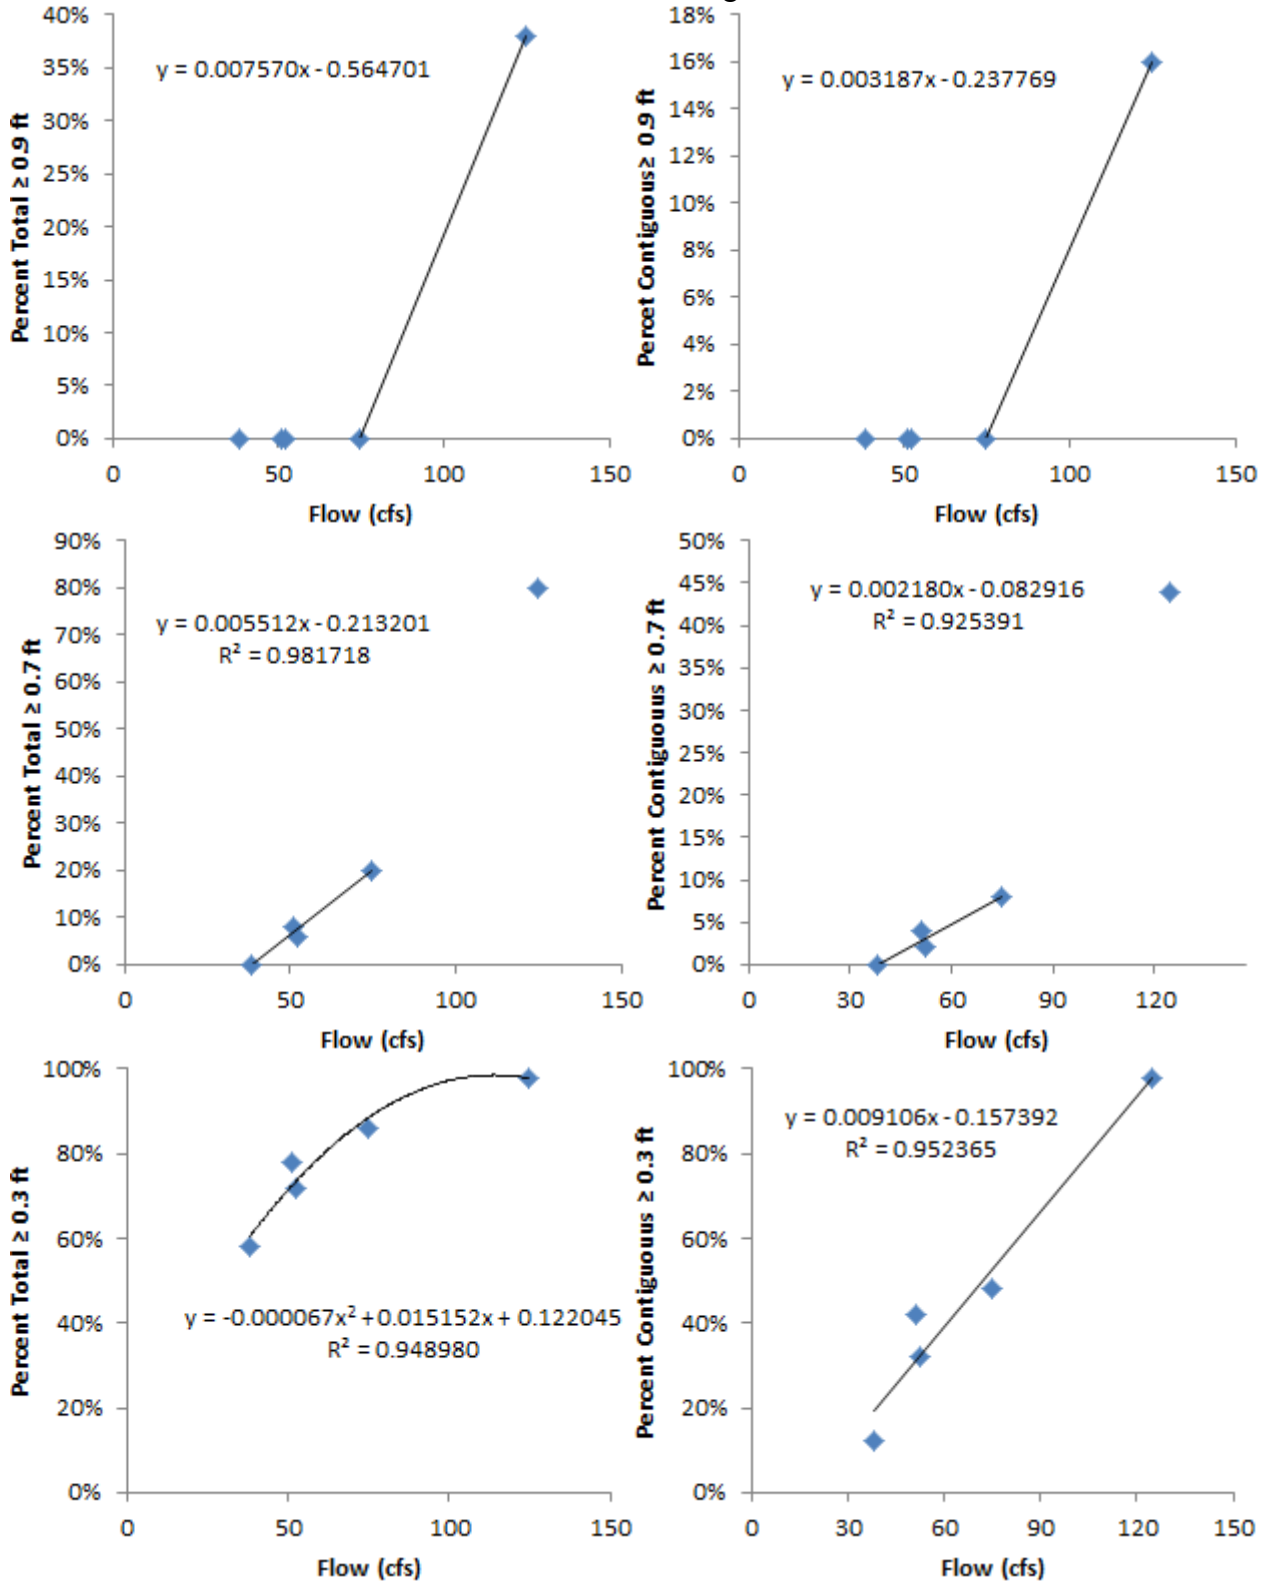 g
40%
35%
30%
25%
20%
15%
10%
5%
0%
Percent Total ≥ 0.9 ft
y = 0.007570x - 0.564701
0 50 100 150
Flow (cfs)
18%
16%
14%
12%
10%
8%
6%
4%
2%
0%
Percet Contiguous≥ 0.9 ft
y = 0.003187x - 0.237769
0 50 100 150
Flow (cfs)
90%
80%
70%
60%
50%
40%
30%
20%
10%
0%
Percent Total ≥ 0.7 ft
y = 0.005512x - 0.213201
R² = 0.981718
0 50 100 150
Flow (cfs)
50%
45%
40%
35%
30%
25%
20%
15%
10%
5%
0%
Percent Contiguouus ≥ 0.7 ft
y = 0.002180x - 0.082916
R² = 0.925391
0 30 60 90 120
Flow (cfs)
100%
80%
60%
40%
20%
0%
Percent Total ≥ 0.3 ft
y = -0.000067x² + 0.015152x + 0.122045
R² = 0.948980
0 50 100 150
Flow (cfs)
100%
80%
60%
40%
20%
0%
Percent Contiguouus ≥ 0.3 ft
y = 0.009106x - 0.157392
R² = 0.952365
0 30 60 90 120 150
Flow (cfs)